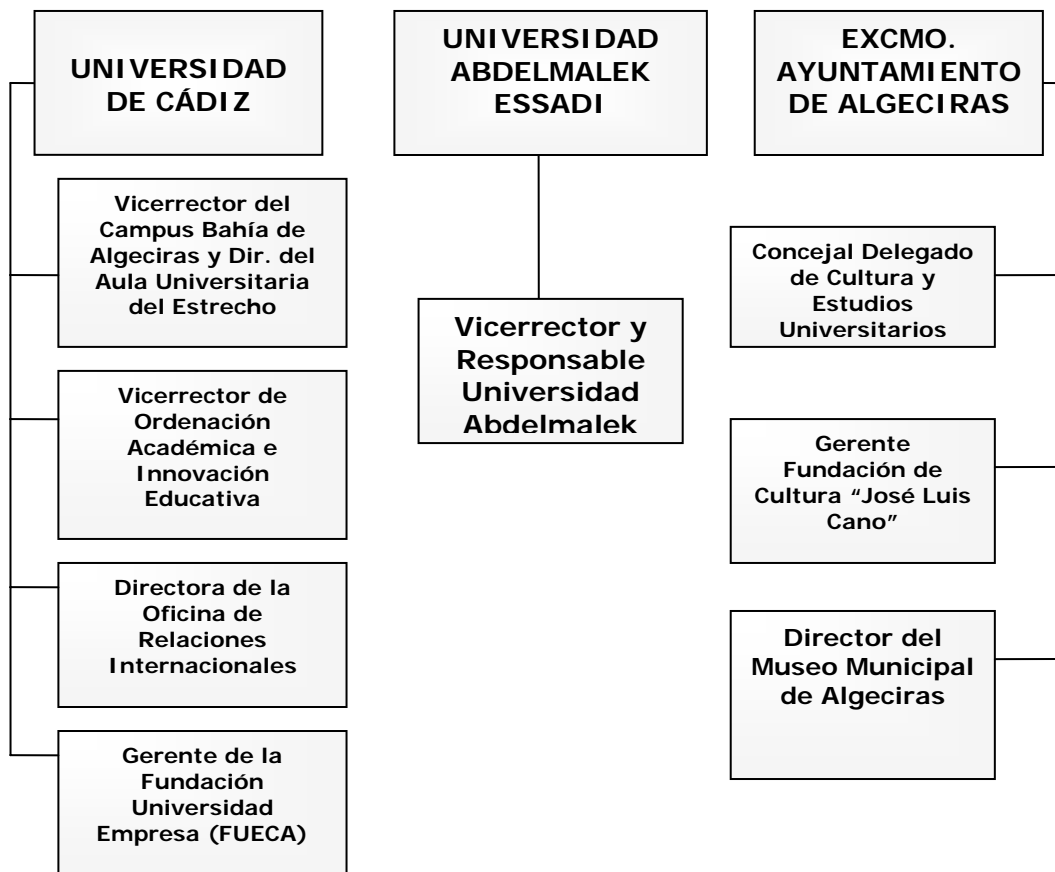 UNIVERSIDAD
DE CÁDIZ
Vicerrector del
Campus Bahía de
Algeciras y Dir. del
Aula Universitaria
del Estrecho
Vicerrector de
Ordenación
Académica e
Innovación
Educativa
Directora de la
Oficina de
Relaciones
Internacionales
Gerente de la
Fundación
Universidad
Empresa (FUECA)
UNIVERSIDAD
ABDELMALEK
ESSADI
Vicerrector y
Responsable
Universidad
Abdelmalek
EXCMO.
AYUNTAMIENTO
DE ALGECIRAS
Concejal Delegado
de Cultura y
Estudios
Universitarios
Gerente
Fundación de
Cultura “José Luis
Cano”
Director del
Museo Municipal
de Algeciras